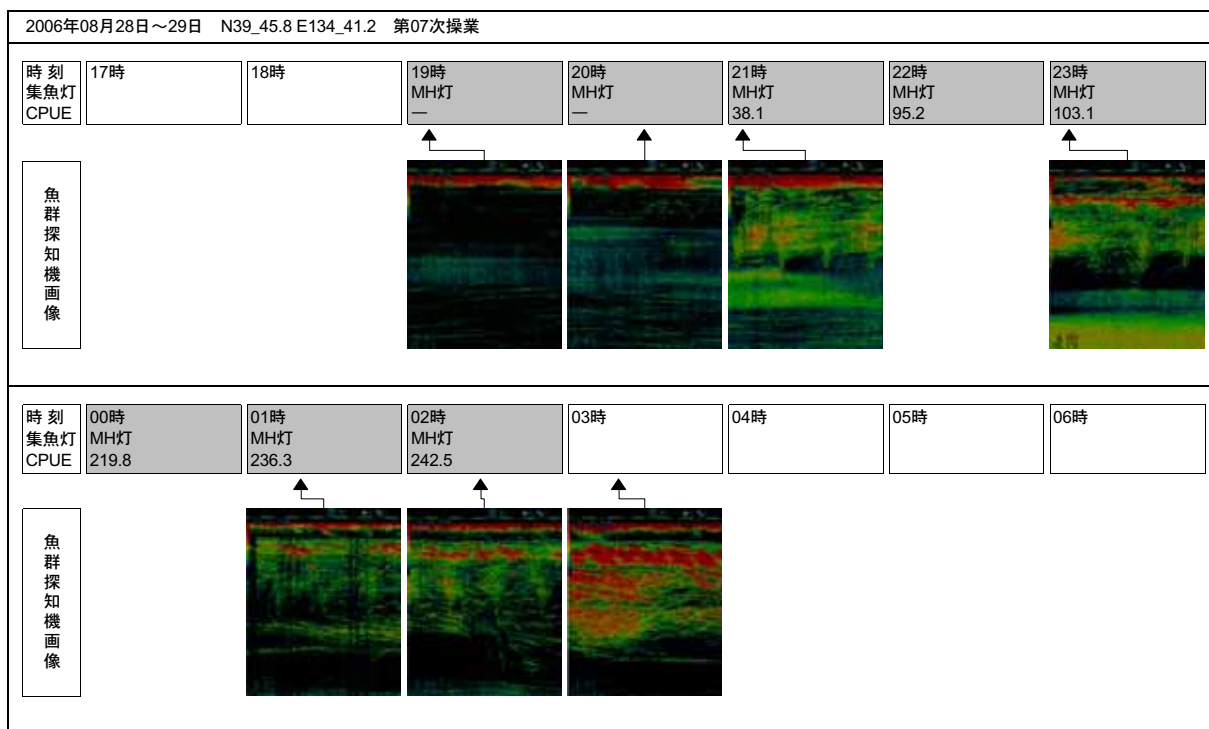 2006年08月28日～29日 N39_45.8 E134_41.2 第07次操業
時刻 17時 18時 19時 20時 21時 22時 23時
集魚灯 MH灯 MH灯 MH灯 MH灯 MH灯
CPUE ― ― 38.1 95.2 103.1
魚群探知機画像
時刻 00時 01時 02時 03時 04時 05時 06時
集魚灯 MH灯 MH灯 MH灯
CPUE 219.8 236.3 242.5
魚群探知機画像